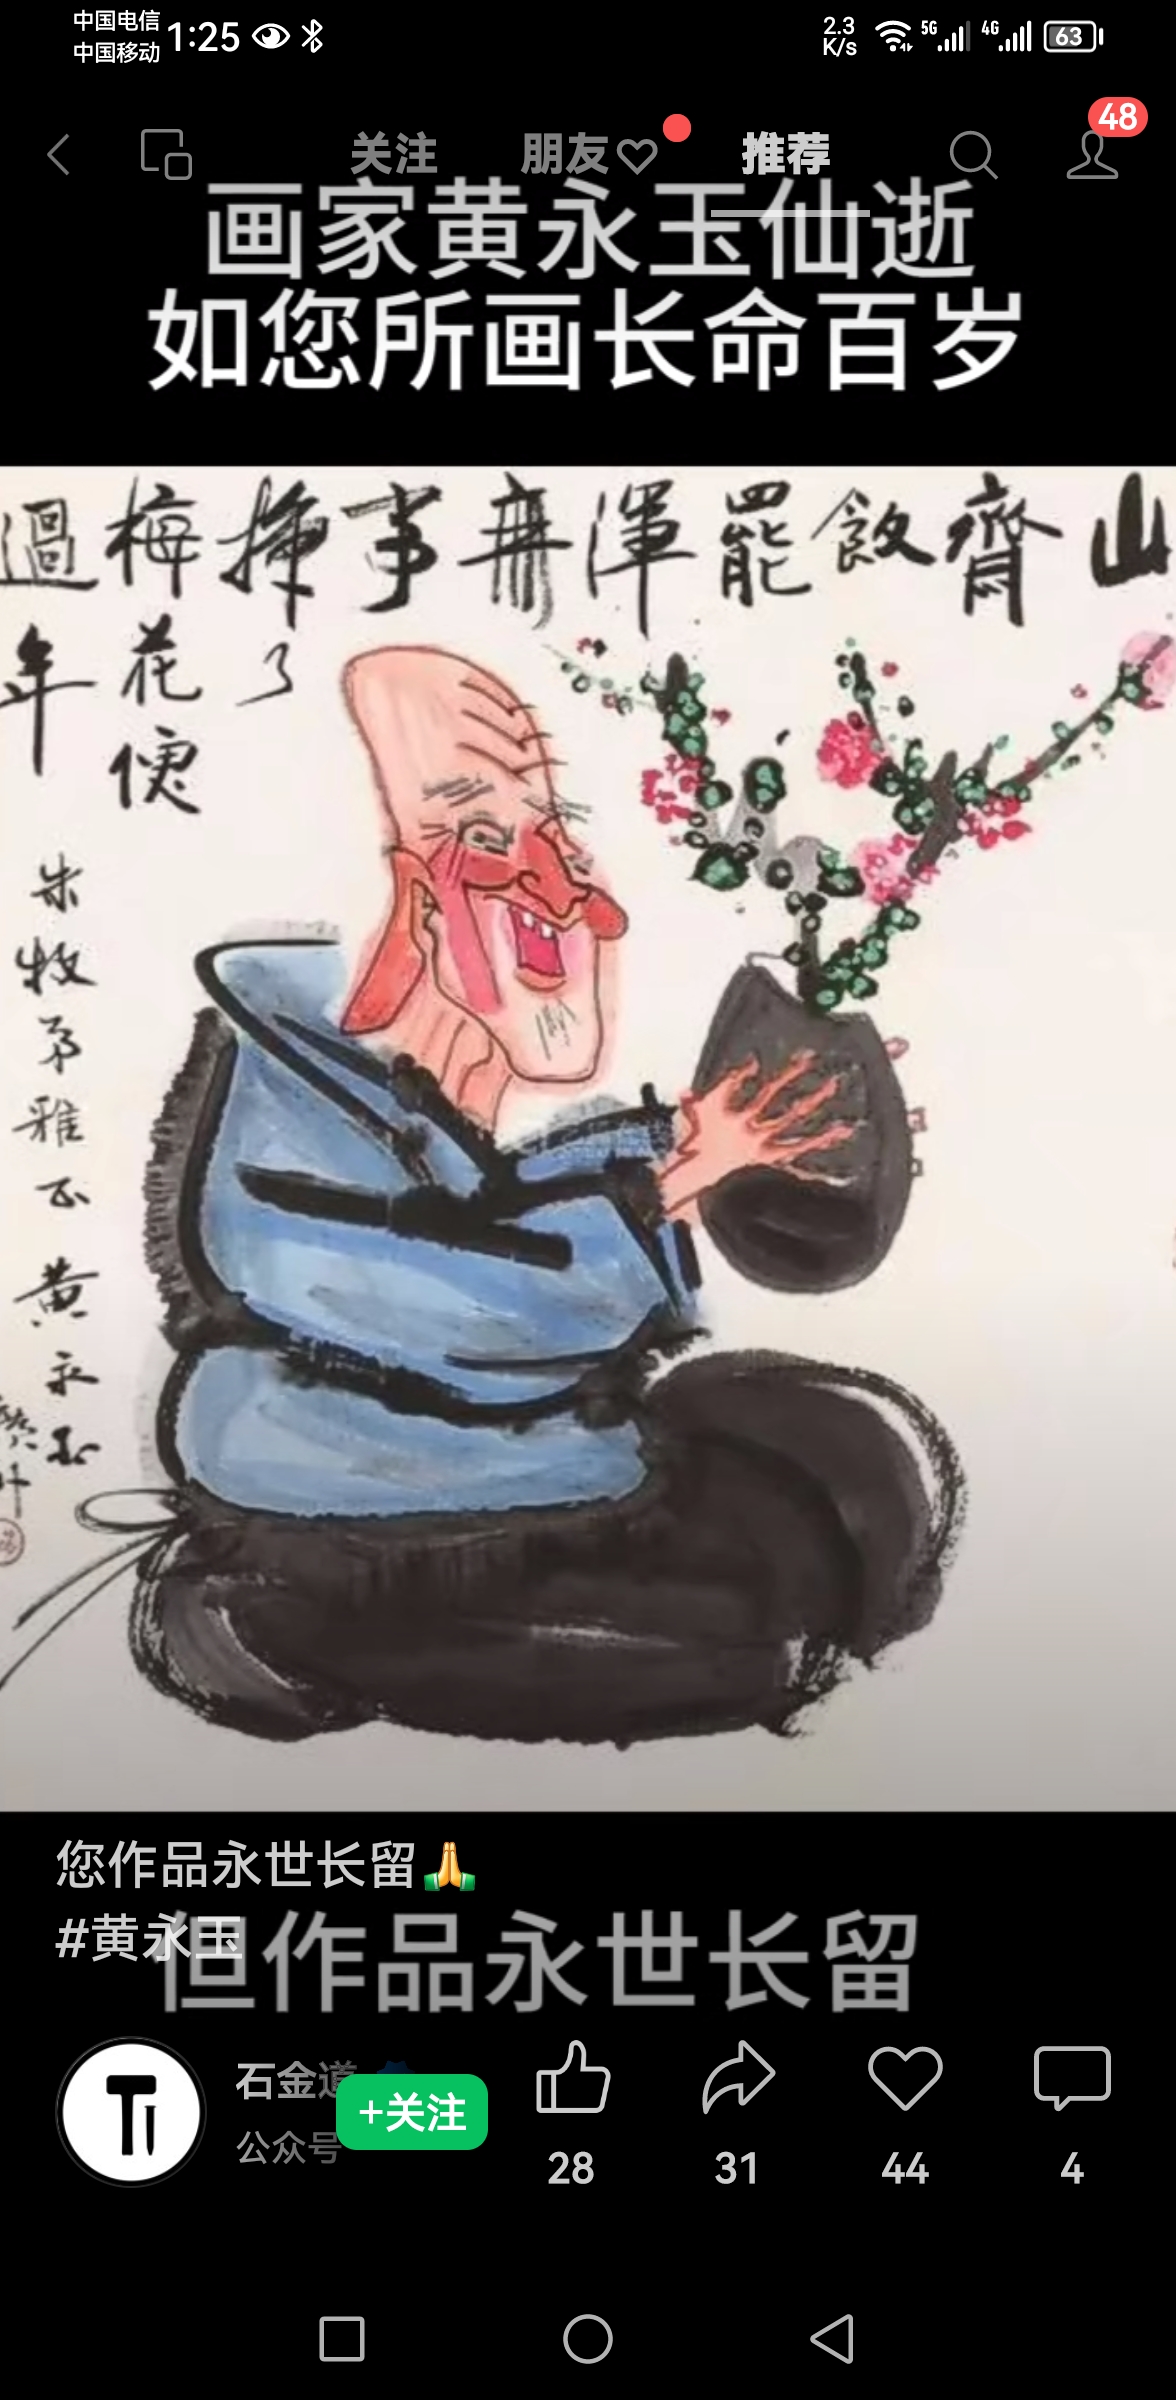 中国电信
中国移动
1:25
2.3
K/s
5G
4G
63
关注
朋友
推荐
48
画家黄永玉仙逝
如您所画长命百岁
山齋飲罷渾無事撁
了
梅花便
過年
朱牧弟雅正
黄永玉
您作品永世长留🙏
#黄永玉
但作品永世长留
石金道
公众号
+关注
28
31
44
4